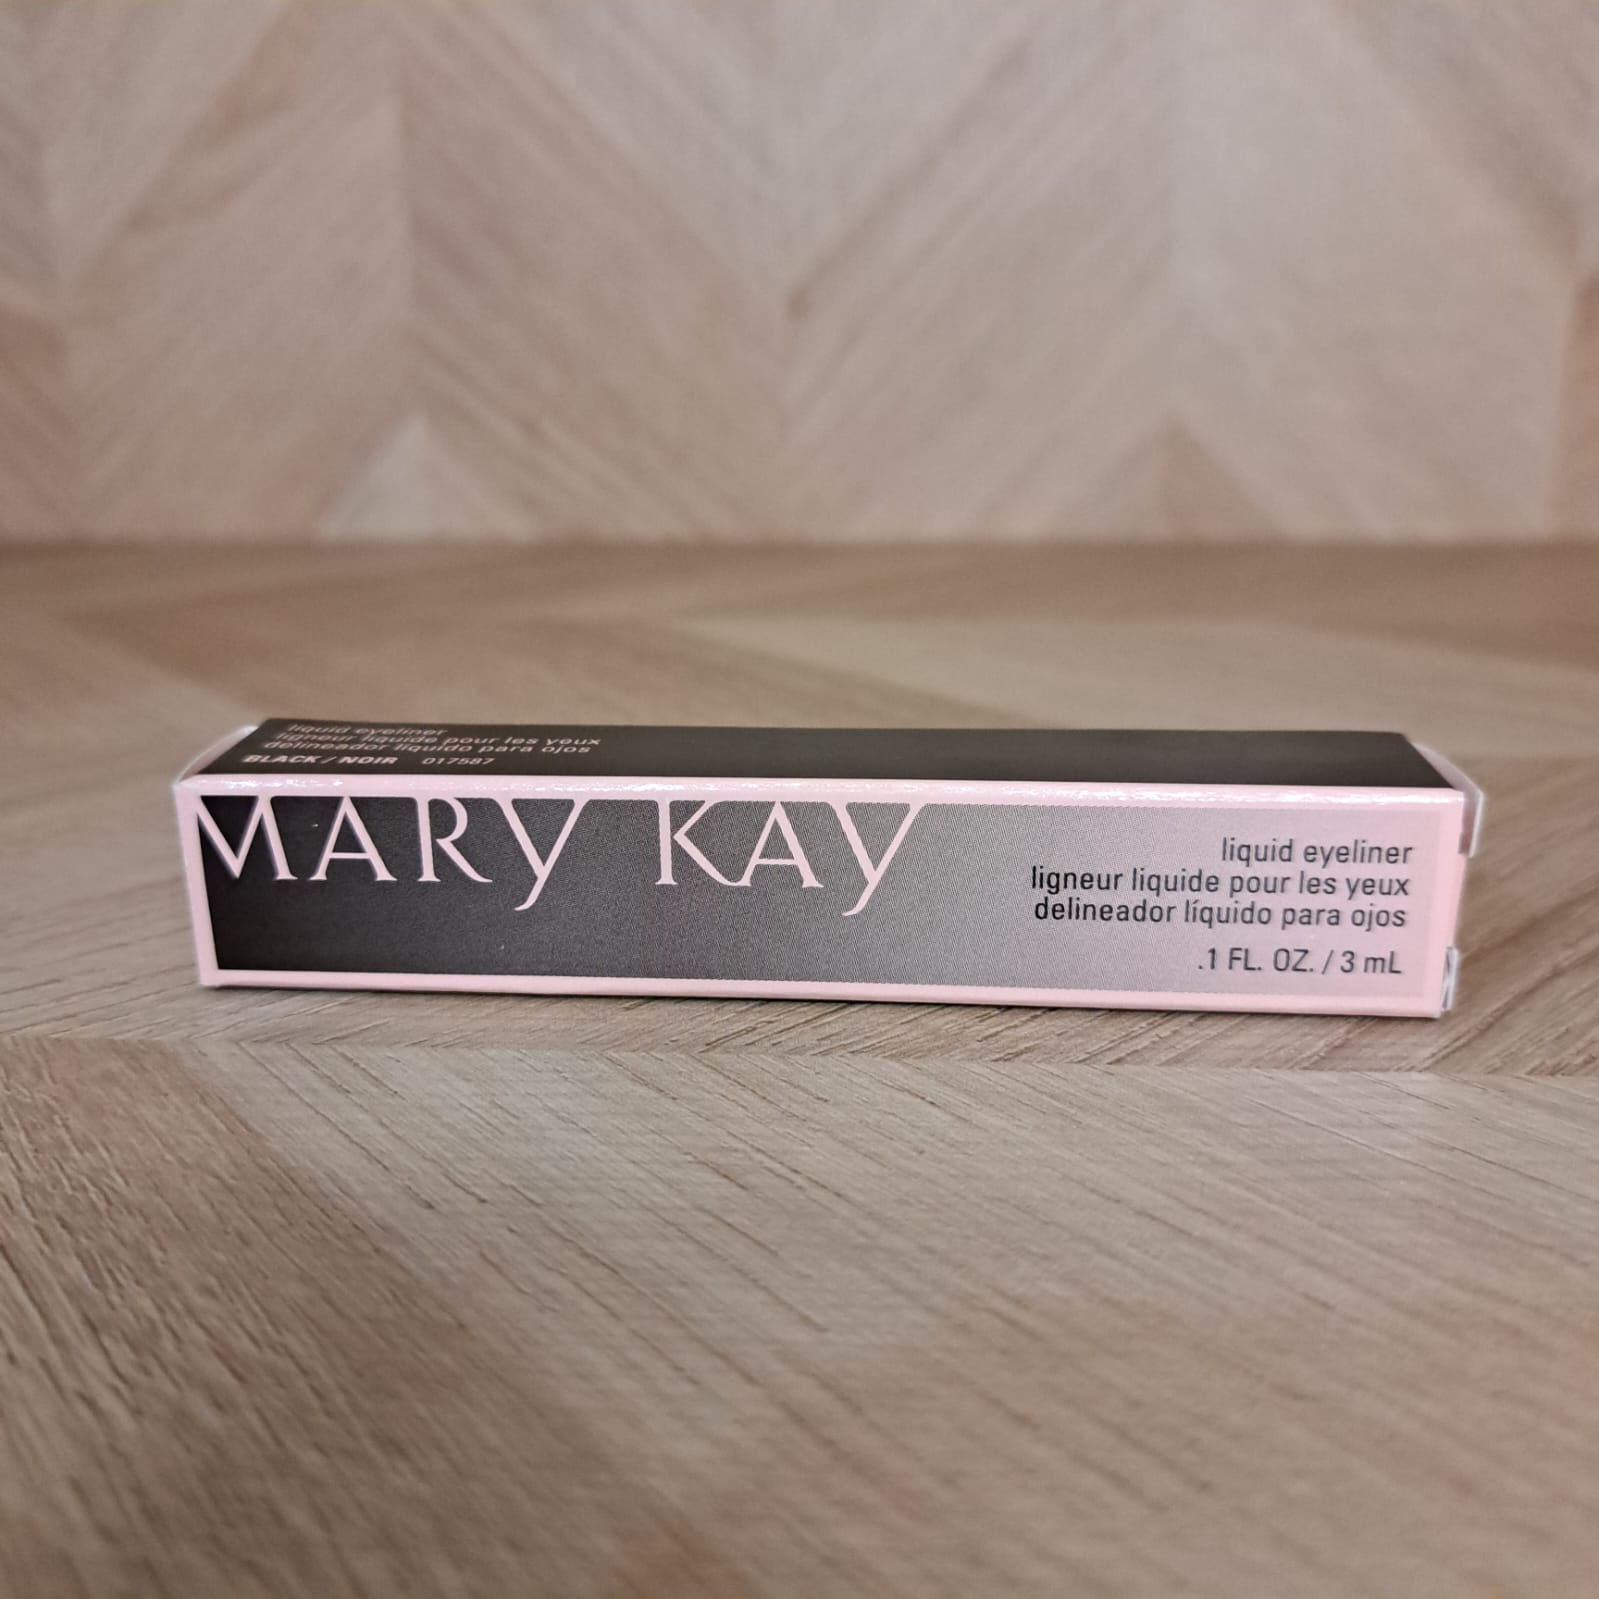 liquid eyeliner
ligneur liquide pour les yeux
delineador líquido para ojos
BLACK / NOIR 017587
MARY KAY
liquid eyeliner
ligneur liquide pour les yeux
delineador líquido para ojos
.1 FL. OZ. / 3 mL